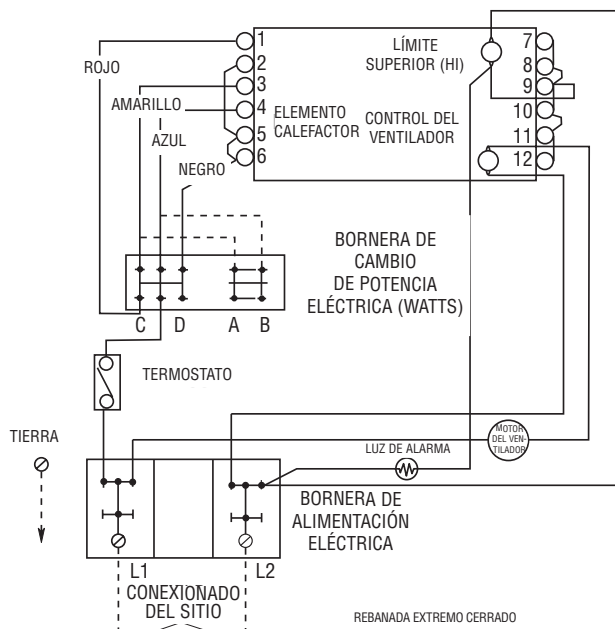 ROJO
AMARILLO
AZUL
NEGRO
1
2
3
4
5
6
ELEMENTO
CALEFACTOR
LÍMITE
SUPERIOR (HI)
CONTROL DEL
VENTILADOR
7
8
9
10
11
12
BORNERA DE
CAMBIO
DE POTENCIA
ELÉCTRICA (WATTS)
C
D
A
B
TERMOSTATO
TIERRA
MOTOR
DEL VEN-
TILADOR
LUZ DE ALARMA
BORNERA DE
ALIMENTACIÓN
ELÉCTRICA
L1
L2
CONEXIONADO
DEL SITIO
REBANADA EXTREMO CERRADO